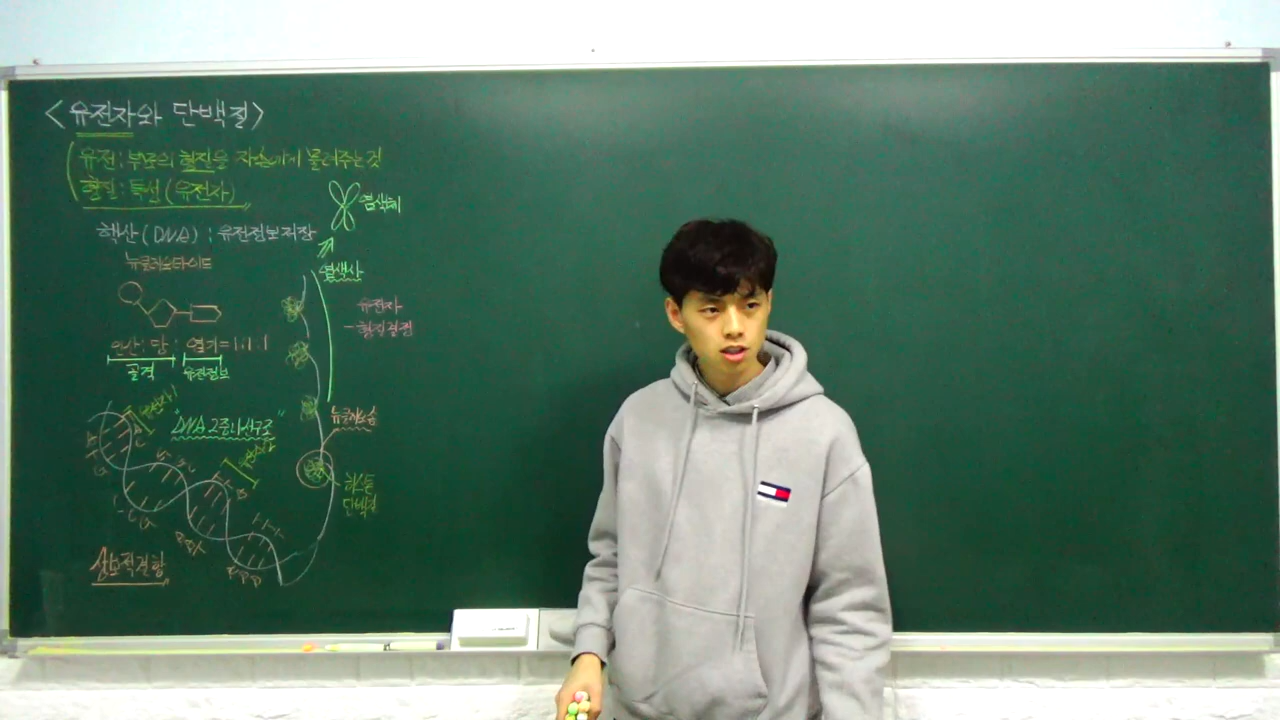 <유전자와 단백질>
유전: 부모의 형질을 자손에게 물려주는것
형질: 특성(유전자)
염색체
핵산(DNA) : 유전정보저장
뉴클레오타이드
염색사
유전자
-형질결정
인산: 당 : 염기=1:1:1
골격
유전정보
유전자1
"DNA 2중나선구조"
뉴클레오솜
히스톤
단백질
상보적결합